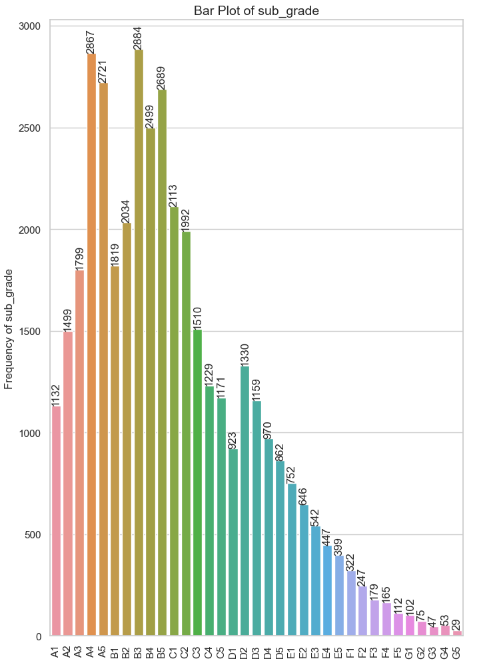 Bar Plot of sub_grade
Frequency of sub_grade
3000
2500
2000
1500
1000
500
0
1132
1499
1799
2867
2721
1819
2034
2884
2499
2689
2113
1992
1510
1229
1171
923
1330
1159
970
862
752
646
542
447
399
322
247
179
165
112
102
75
47
53
29
A1
A2
A3
A4
A5
B1
B2
B3
B4
B5
C1
C2
C3
C4
C5
D1
D2
D3
D4
D5
E1
E2
E3
E4
E5
F1
F2
F3
F4
F5
G1
G2
G3
G4
G5